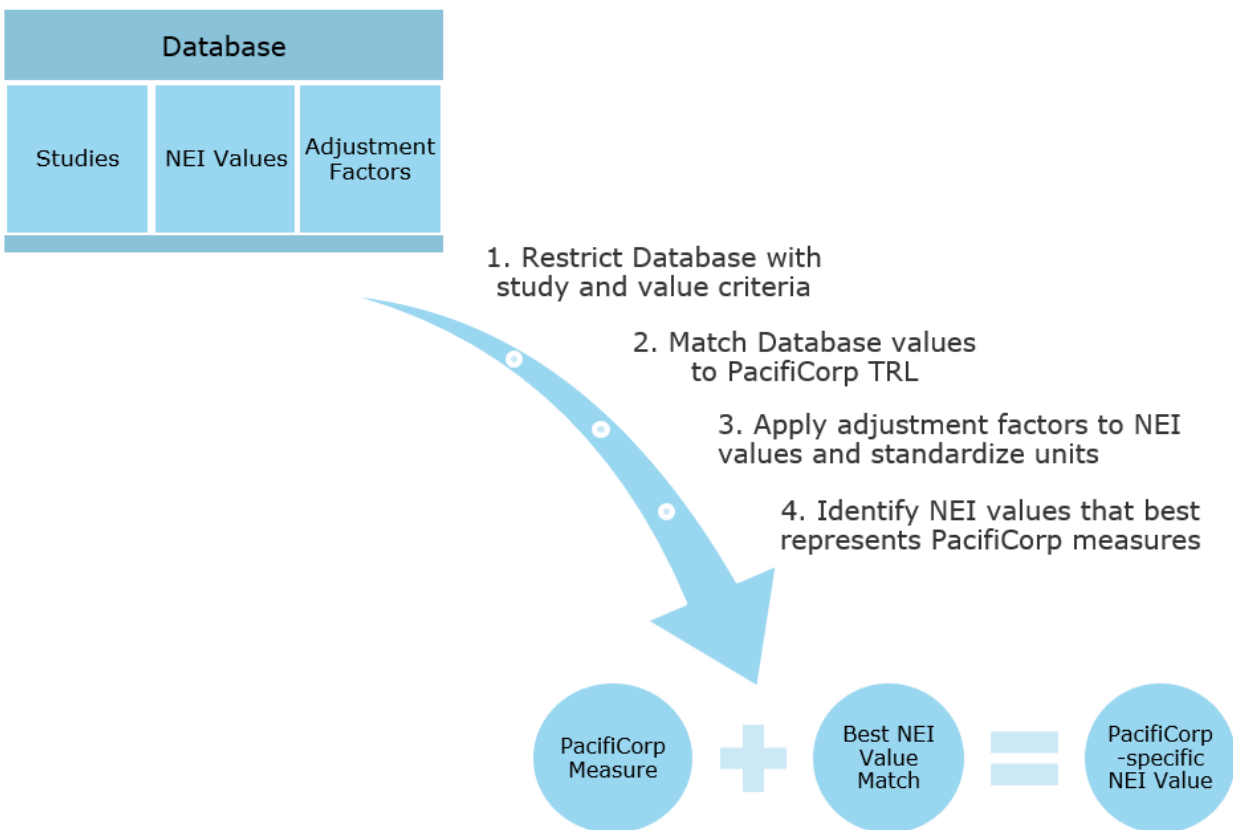 Database
Studies
NEI Values
Adjustment
Factors
1. Restrict Database with
study and value criteria
2. Match Database values
to PacifiCorp TRL
3. Apply adjustment factors to NEI
values and standardize units
4. Identify NEI values that best
represents PacifiCorp measures
PacifiCorp
Measure
Best NEI
Value
Match
PacifiCorp
-specific
NEI Value